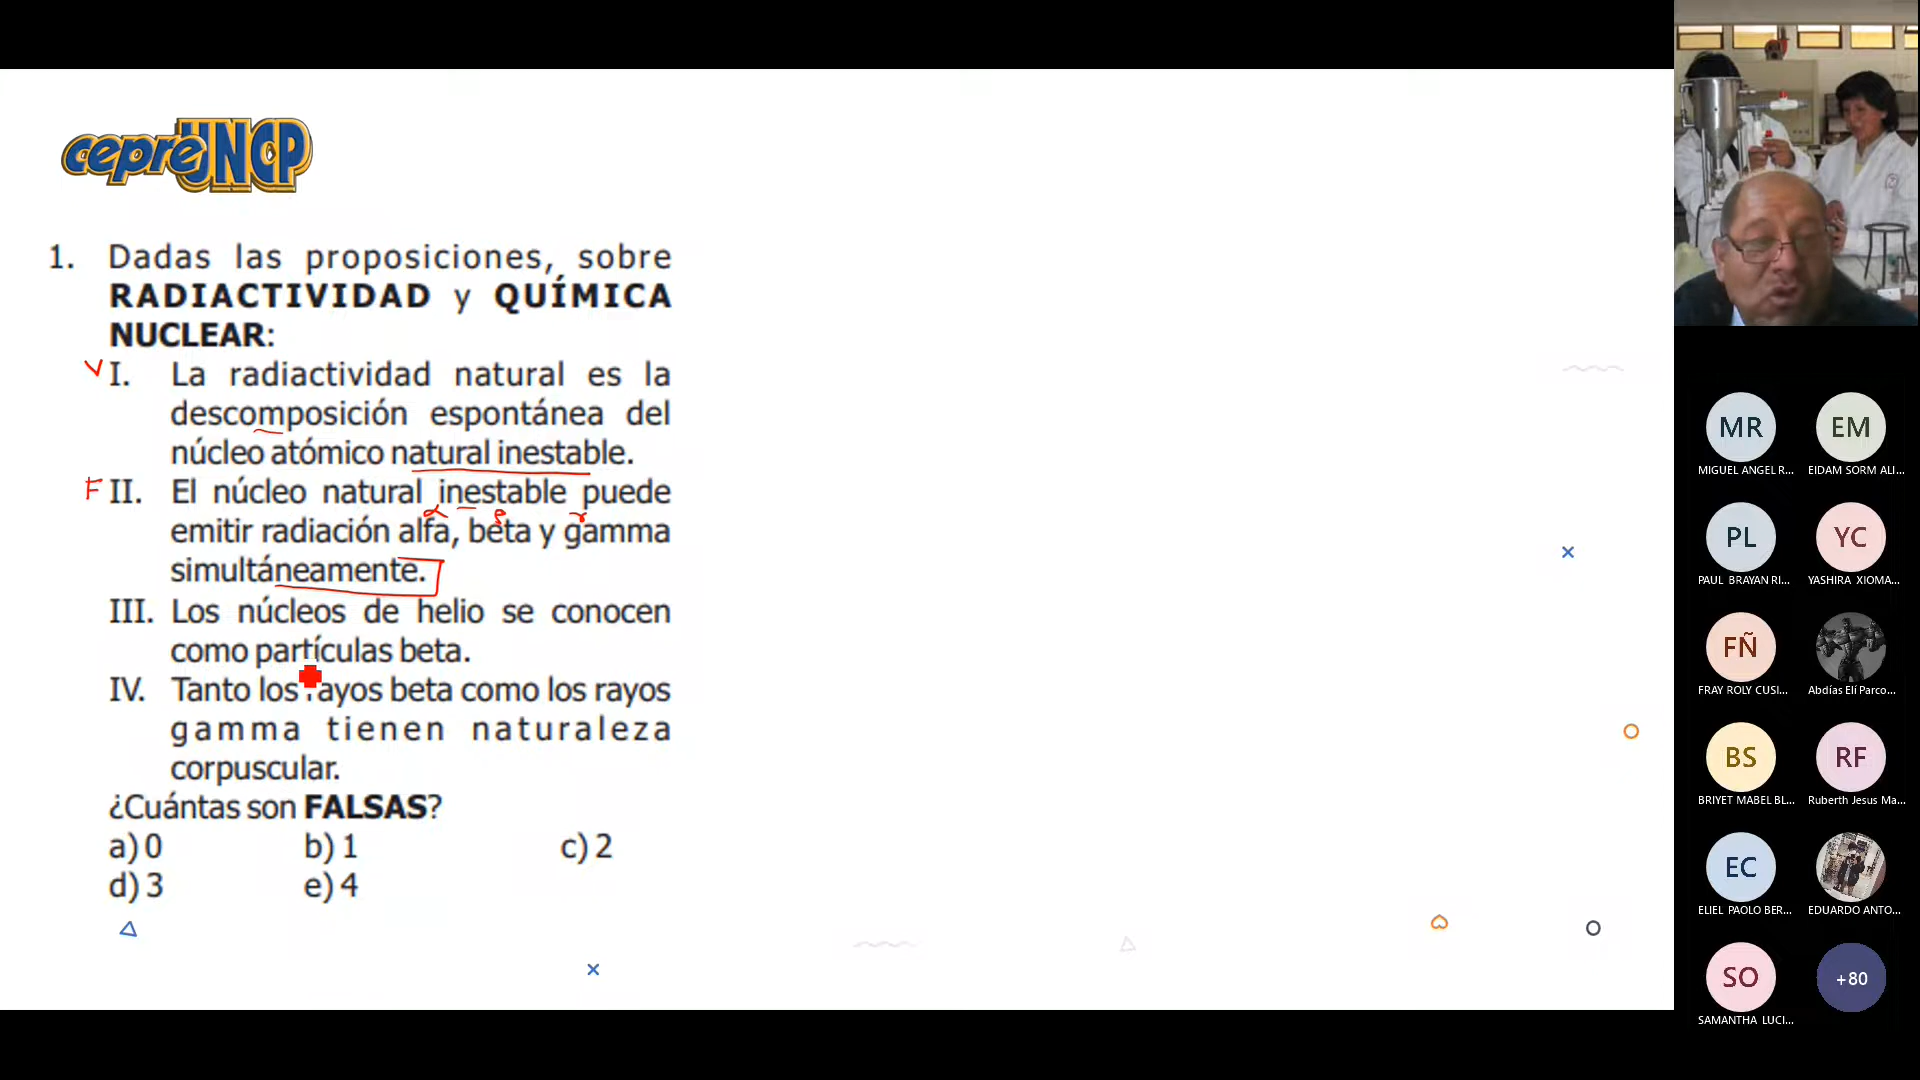 cepreUNCP
1. Dadas las proposiciones, sobre
RADIACTIVIDAD y QUÍMICA
NUCLEAR:
V I. La radiactividad natural es la
descomposición espontánea del
núcleo atómico natural inestable.
F II. El núcleo natural inestable puede
α β γ
emitir radiación alfa, beta y gamma
simultáneamente.
III. Los núcleos de helio se conocen
como partículas beta.
IV. Tanto los rayos beta como los rayos
gamma tienen naturaleza
corpuscular.
¿Cuántas son FALSAS?
a) 0 b) 1 c) 2
d) 3 e) 4
MR EM
MIGUEL ANGEL R... EIDAM SORM ALI...
PL YC
PAUL BRAYAN RI... YASHIRA XIOMA...
FÑ
FRAY ROLY CUSI... Abdías Elí Parco...
BS RF
BRIYET MABEL BL... Ruberth Jesus Ma...
EC
ELIEL PAOLO BER... EDUARDO ANTO...
SO +80
SAMANTHA LUCI...